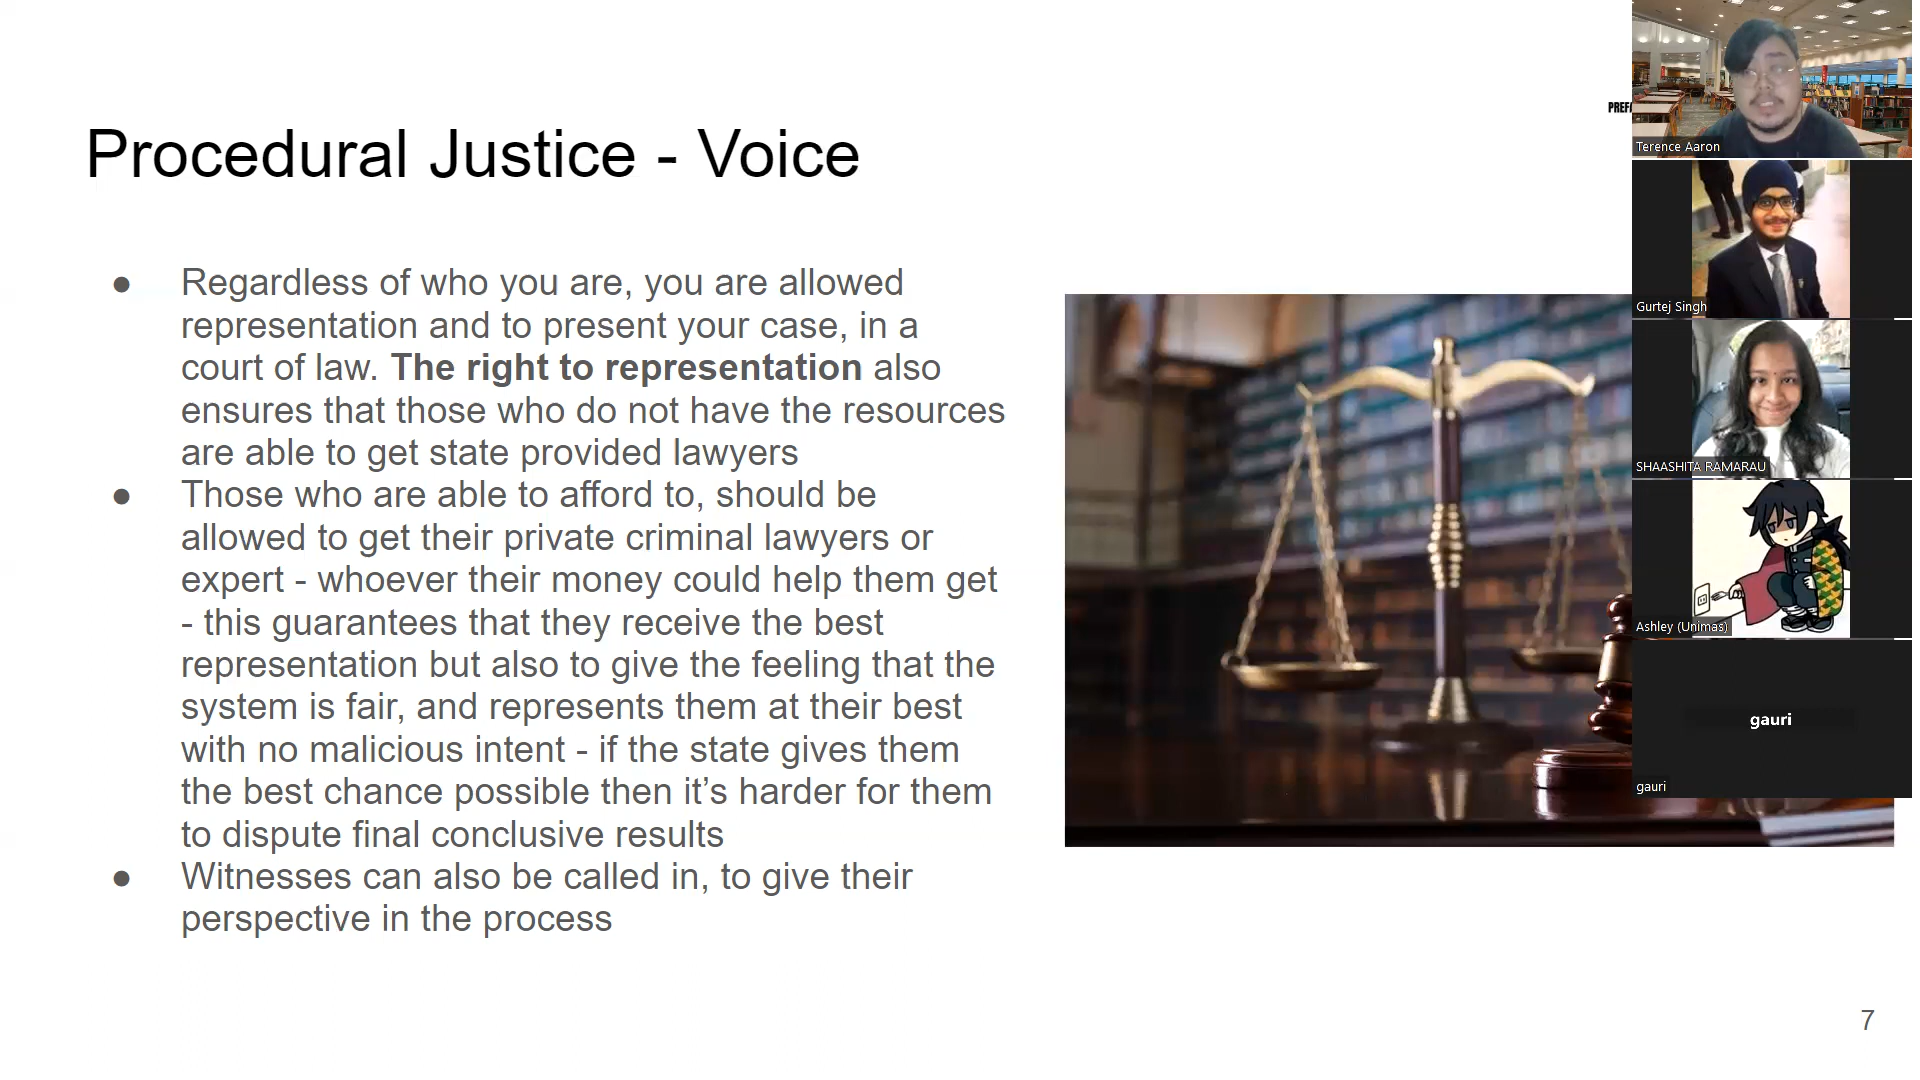 Procedural Justice - Voice
● Regardless of who you are, you are allowed
representation and to present your case, in a
court of law. The right to representation also
ensures that those who do not have the resources
are able to get state provided lawyers
● Those who are able to afford to, should be
allowed to get their private criminal lawyers or
expert - whoever their money could help them get
- this guarantees that they receive the best
representation but also to give the feeling that the
system is fair, and represents them at their best
with no malicious intent - if the state gives them
the best chance possible then it’s harder for them
to dispute final conclusive results
● Witnesses can also be called in, to give their
perspective in the process
7
Terence Aaron
Gurtej Singh
SHAASHITA RAMARAU
Ashley (Unimas)
gauri
gauri